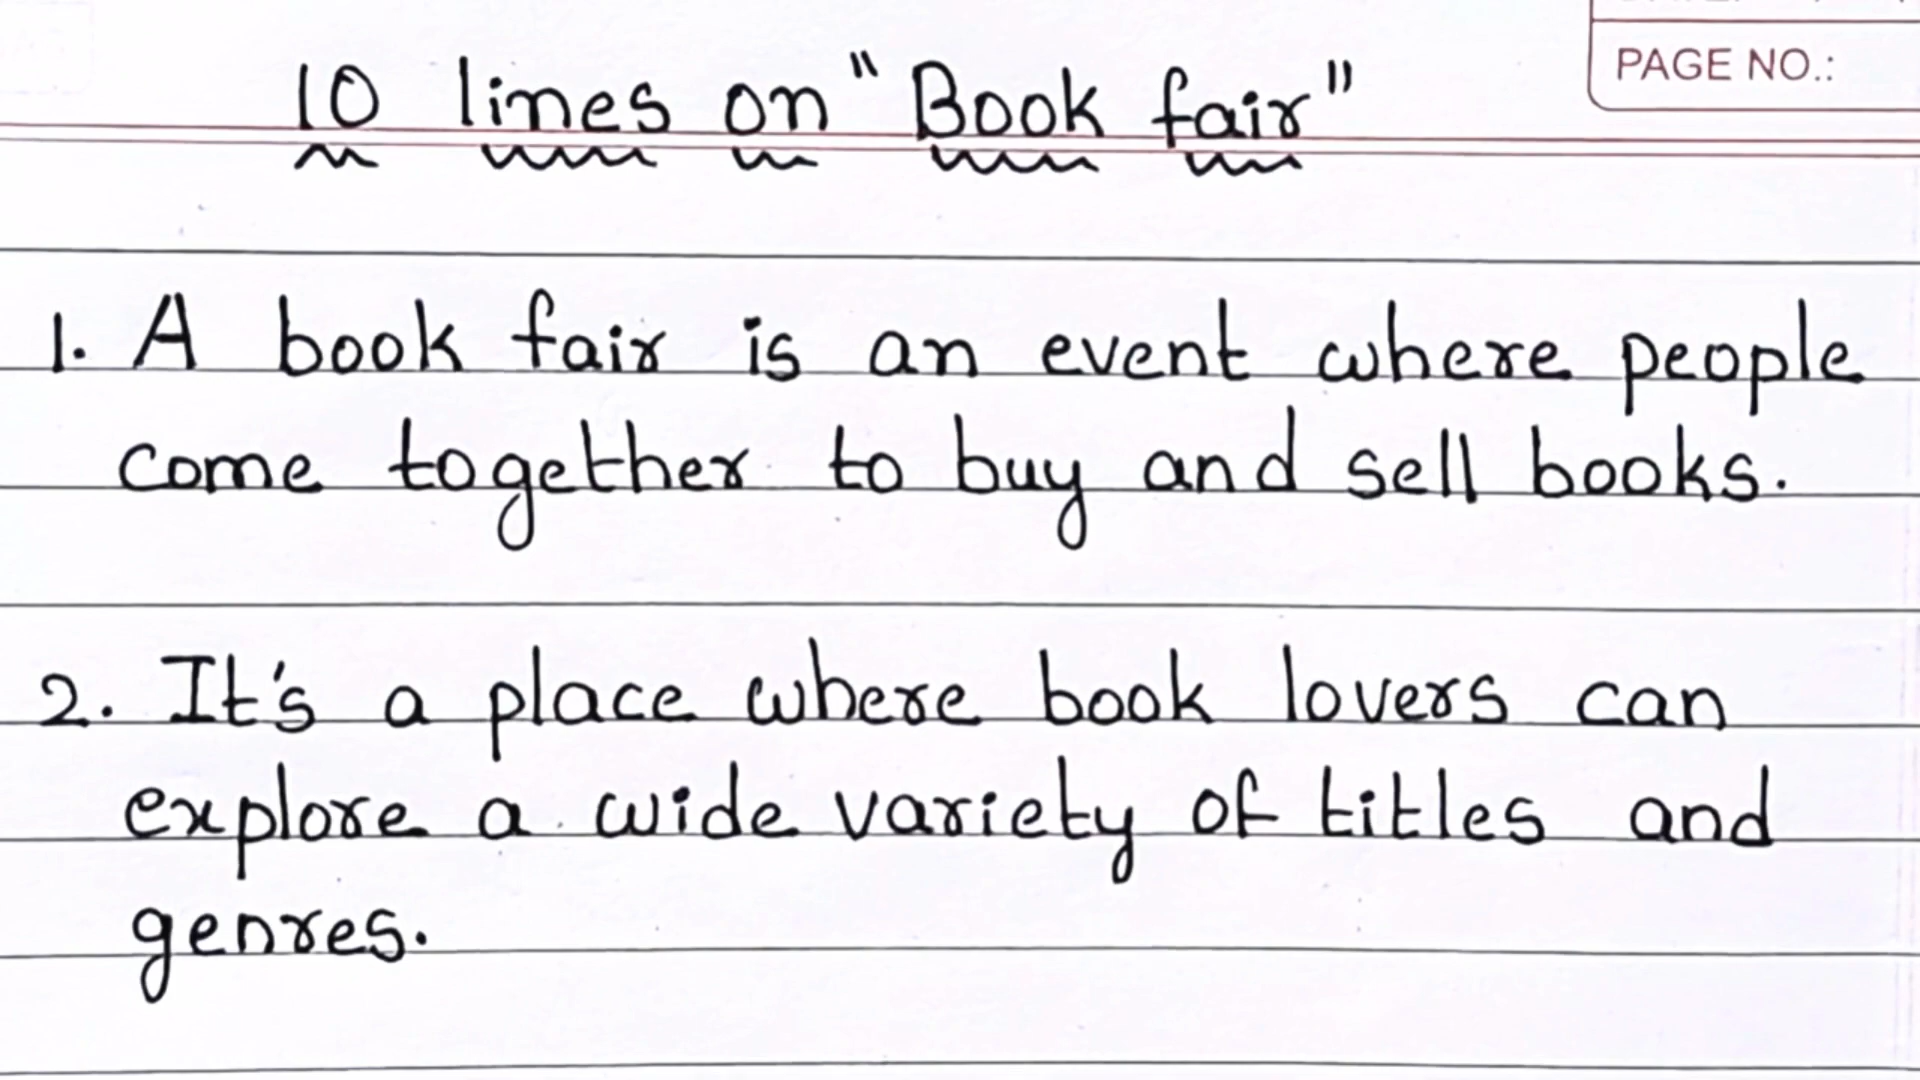 PAGE NO.:
10 lines on "Book fair"
1. A book fair is an event where people
come together to buy and sell books.
2. It's a place where book lovers can
explore a wide variety of titles and
genres.